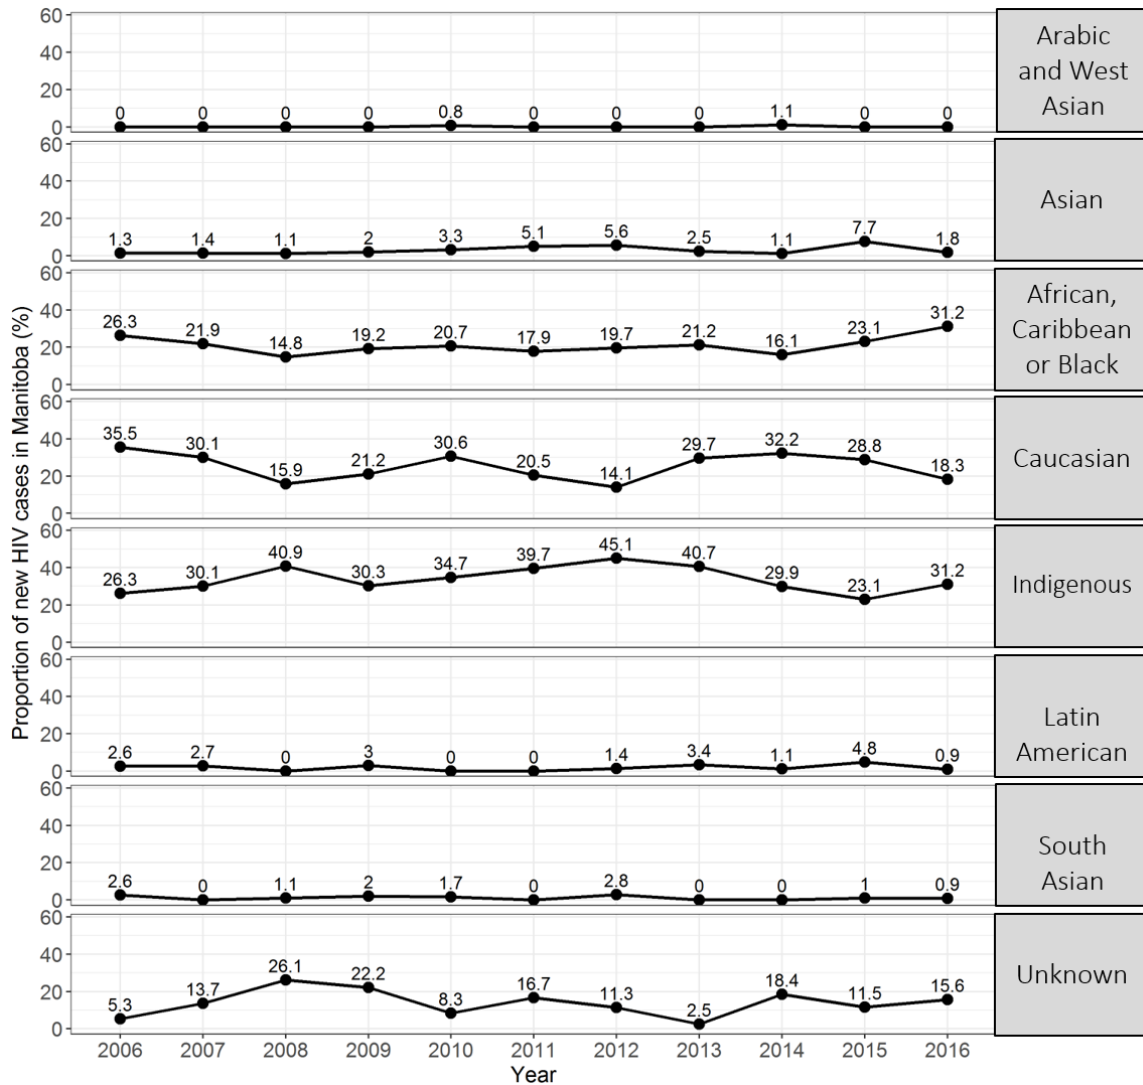 Proportion of new HIV cases in Manitoba (%)
60
40
20
0
0 0 0 0 0.8 0 0 0 1.1 0 0
Arabic
and West
Asian
60
40
20
0
1.3 1.4 1.1 2 3.3 5.1 5.6 2.5 1.1 7.7 1.8
Asian
60
40
20
0
26.3 21.9 14.8 19.2 20.7 17.9 19.7 21.2 16.1 23.1 31.2
African,
Caribbean
or Black
60
40
20
0
35.5 30.1 15.9 21.2 30.6 20.5 14.1 29.7 32.2 28.8 18.3
Caucasian
60
40
20
0
26.3 30.1 40.9 30.3 34.7 39.7 45.1 40.7 29.9 23.1 31.2
Indigenous
60
40
20
0
2.6 2.7 0 3 0 0 1.4 3.4 1.1 4.8 0.9
Latin
American
60
40
20
0
2.6 0 1.1 2 1.7 0 2.8 0 0 1 0.9
South
Asian
60
40
20
0
5.3 13.7 26.1 22.2 8.3 16.7 11.3 2.5 18.4 11.5 15.6
Unknown
2006 2007 2008 2009 2010 2011 2012 2013 2014 2015 2016
Year